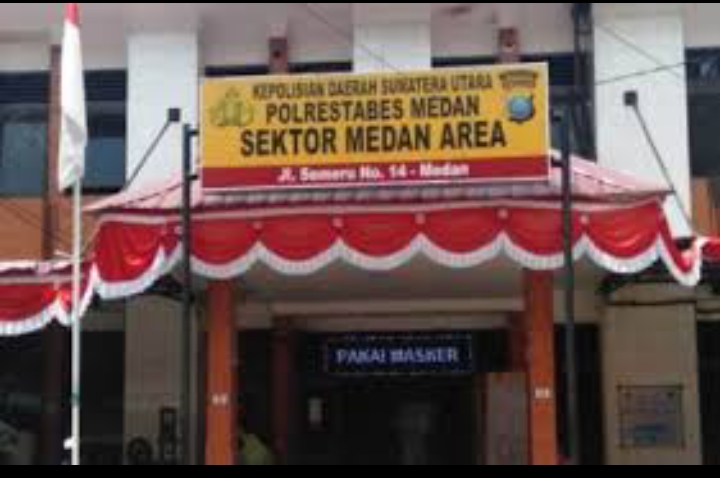 KEPOLISIAN DAERAH SUMATERA UTARA
POLRESTABES MEDAN
SEKTOR MEDAN AREA
Jl. Semeru No. 14 - Medan
PAKAI MASKER